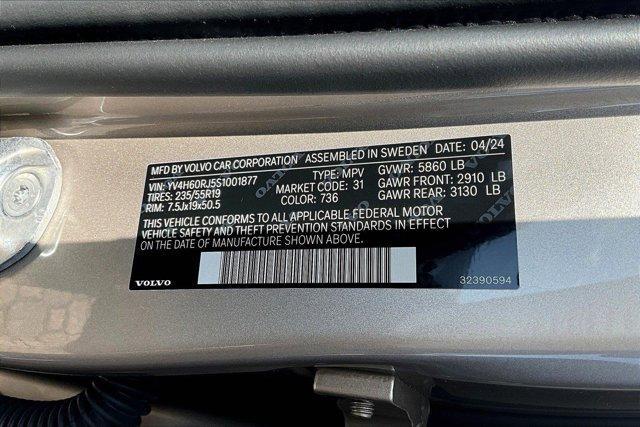 MFD BY VOLVO CAR CORPORATION ASSEMBLED IN SWEDEN DATE: 04/24
VIN: YV4H60RJ5S1001877 TYPE: MPV GVWR: 5860 LB
TIRES: 235/55R19 MARKET CODE: 31 GAWR FRONT: 2910 LB
RIM: 7.5Jx19x50.5 COLOR: 736 GAWR REAR: 3130 LB
THIS VEHICLE CONFORMS TO ALL APPLICABLE FEDERAL MOTOR
VEHICLE SAFETY AND THEFT PREVENTION STANDARDS IN EFFECT
ON THE DATE OF MANUFACTURE SHOWN ABOVE.
VOLVO 32390594